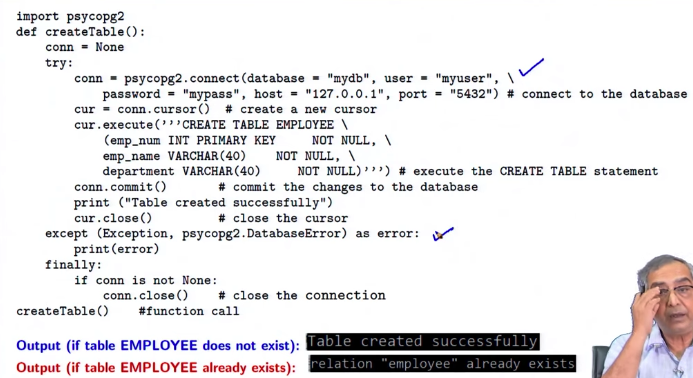 import psycopg2
def createTable():
conn = None
try:
conn = psycopg2.connect(database = "mydb", user = "myuser", \
password = "mypass", host = "127.0.0.1", port = "5432") # connect to the database
cur = conn.cursor() # create a new cursor
cur.execute('''CREATE TABLE EMPLOYEE \
(emp_num INT PRIMARY KEY NOT NULL, \
emp_name VARCHAR(40) NOT NULL, \
department VARCHAR(40) NOT NULL)''') # execute the CREATE TABLE statement
conn.commit() # commit the changes to the database
print ("Table created successfully")
cur.close() # close the cursor
except (Exception, psycopg2.DatabaseError) as error:
print(error)
finally:
if conn is not None:
conn.close() # close the connection
createTable() #function call
Output (if table EMPLOYEE does not exist): Table created successfully
Output (if table EMPLOYEE already exists): relation "employee" already exists